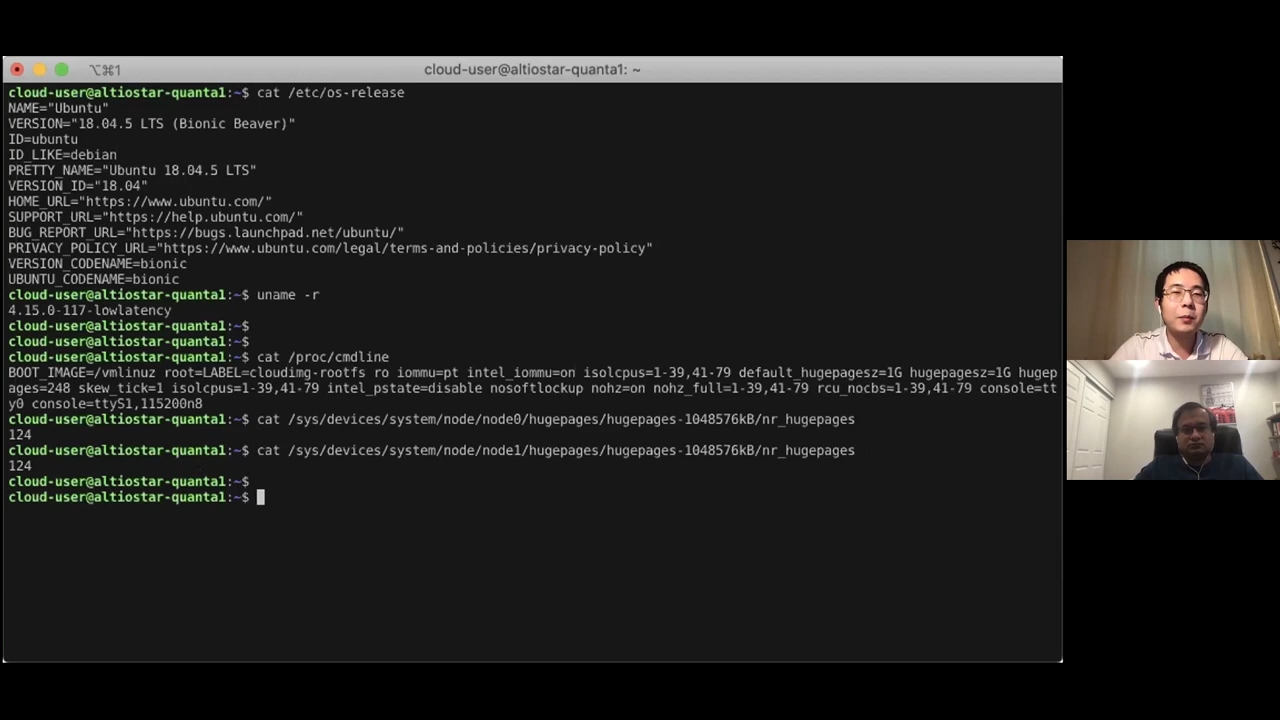 ⌥⌘1
cloud-user@altiostar-quanta1: ~
cloud-user@altiostar-quanta1:~$ cat /etc/os-release
NAME="Ubuntu"
VERSION="18.04.5 LTS (Bionic Beaver)"
ID=ubuntu
ID_LIKE=debian
PRETTY_NAME="Ubuntu 18.04.5 LTS"
VERSION_ID="18.04"
HOME_URL="https://www.ubuntu.com/"
SUPPORT_URL="https://help.ubuntu.com/"
BUG_REPORT_URL="https://bugs.launchpad.net/ubuntu/"
PRIVACY_POLICY_URL="https://www.ubuntu.com/legal/terms-and-policies/privacy-policy"
VERSION_CODENAME=bionic
UBUNTU_CODENAME=bionic
cloud-user@altiostar-quanta1:~$ uname -r
4.15.0-117-lowlatency
cloud-user@altiostar-quanta1:~$
cloud-user@altiostar-quanta1:~$
cloud-user@altiostar-quanta1:~$ cat /proc/cmdline
BOOT_IMAGE=/vmlinuz root=LABEL=cloudimg-rootfs ro iommu=pt intel_iommu=on isolcpus=1-39,41-79 default_hugepagesz=1G hugepagesz=1G hugep
ages=248 skew_tick=1 isolcpus=1-39,41-79 intel_pstate=disable nosoftlockup nohz=on nohz_full=1-39,41-79 rcu_nocbs=1-39,41-79 console=tt
y0 console=ttyS1,115200n8
cloud-user@altiostar-quanta1:~$ cat /sys/devices/system/node/node0/hugepages/hugepages-1048576kB/nr_hugepages
124
cloud-user@altiostar-quanta1:~$ cat /sys/devices/system/node/node1/hugepages/hugepages-1048576kB/nr_hugepages
124
cloud-user@altiostar-quanta1:~$
cloud-user@altiostar-quanta1:~$